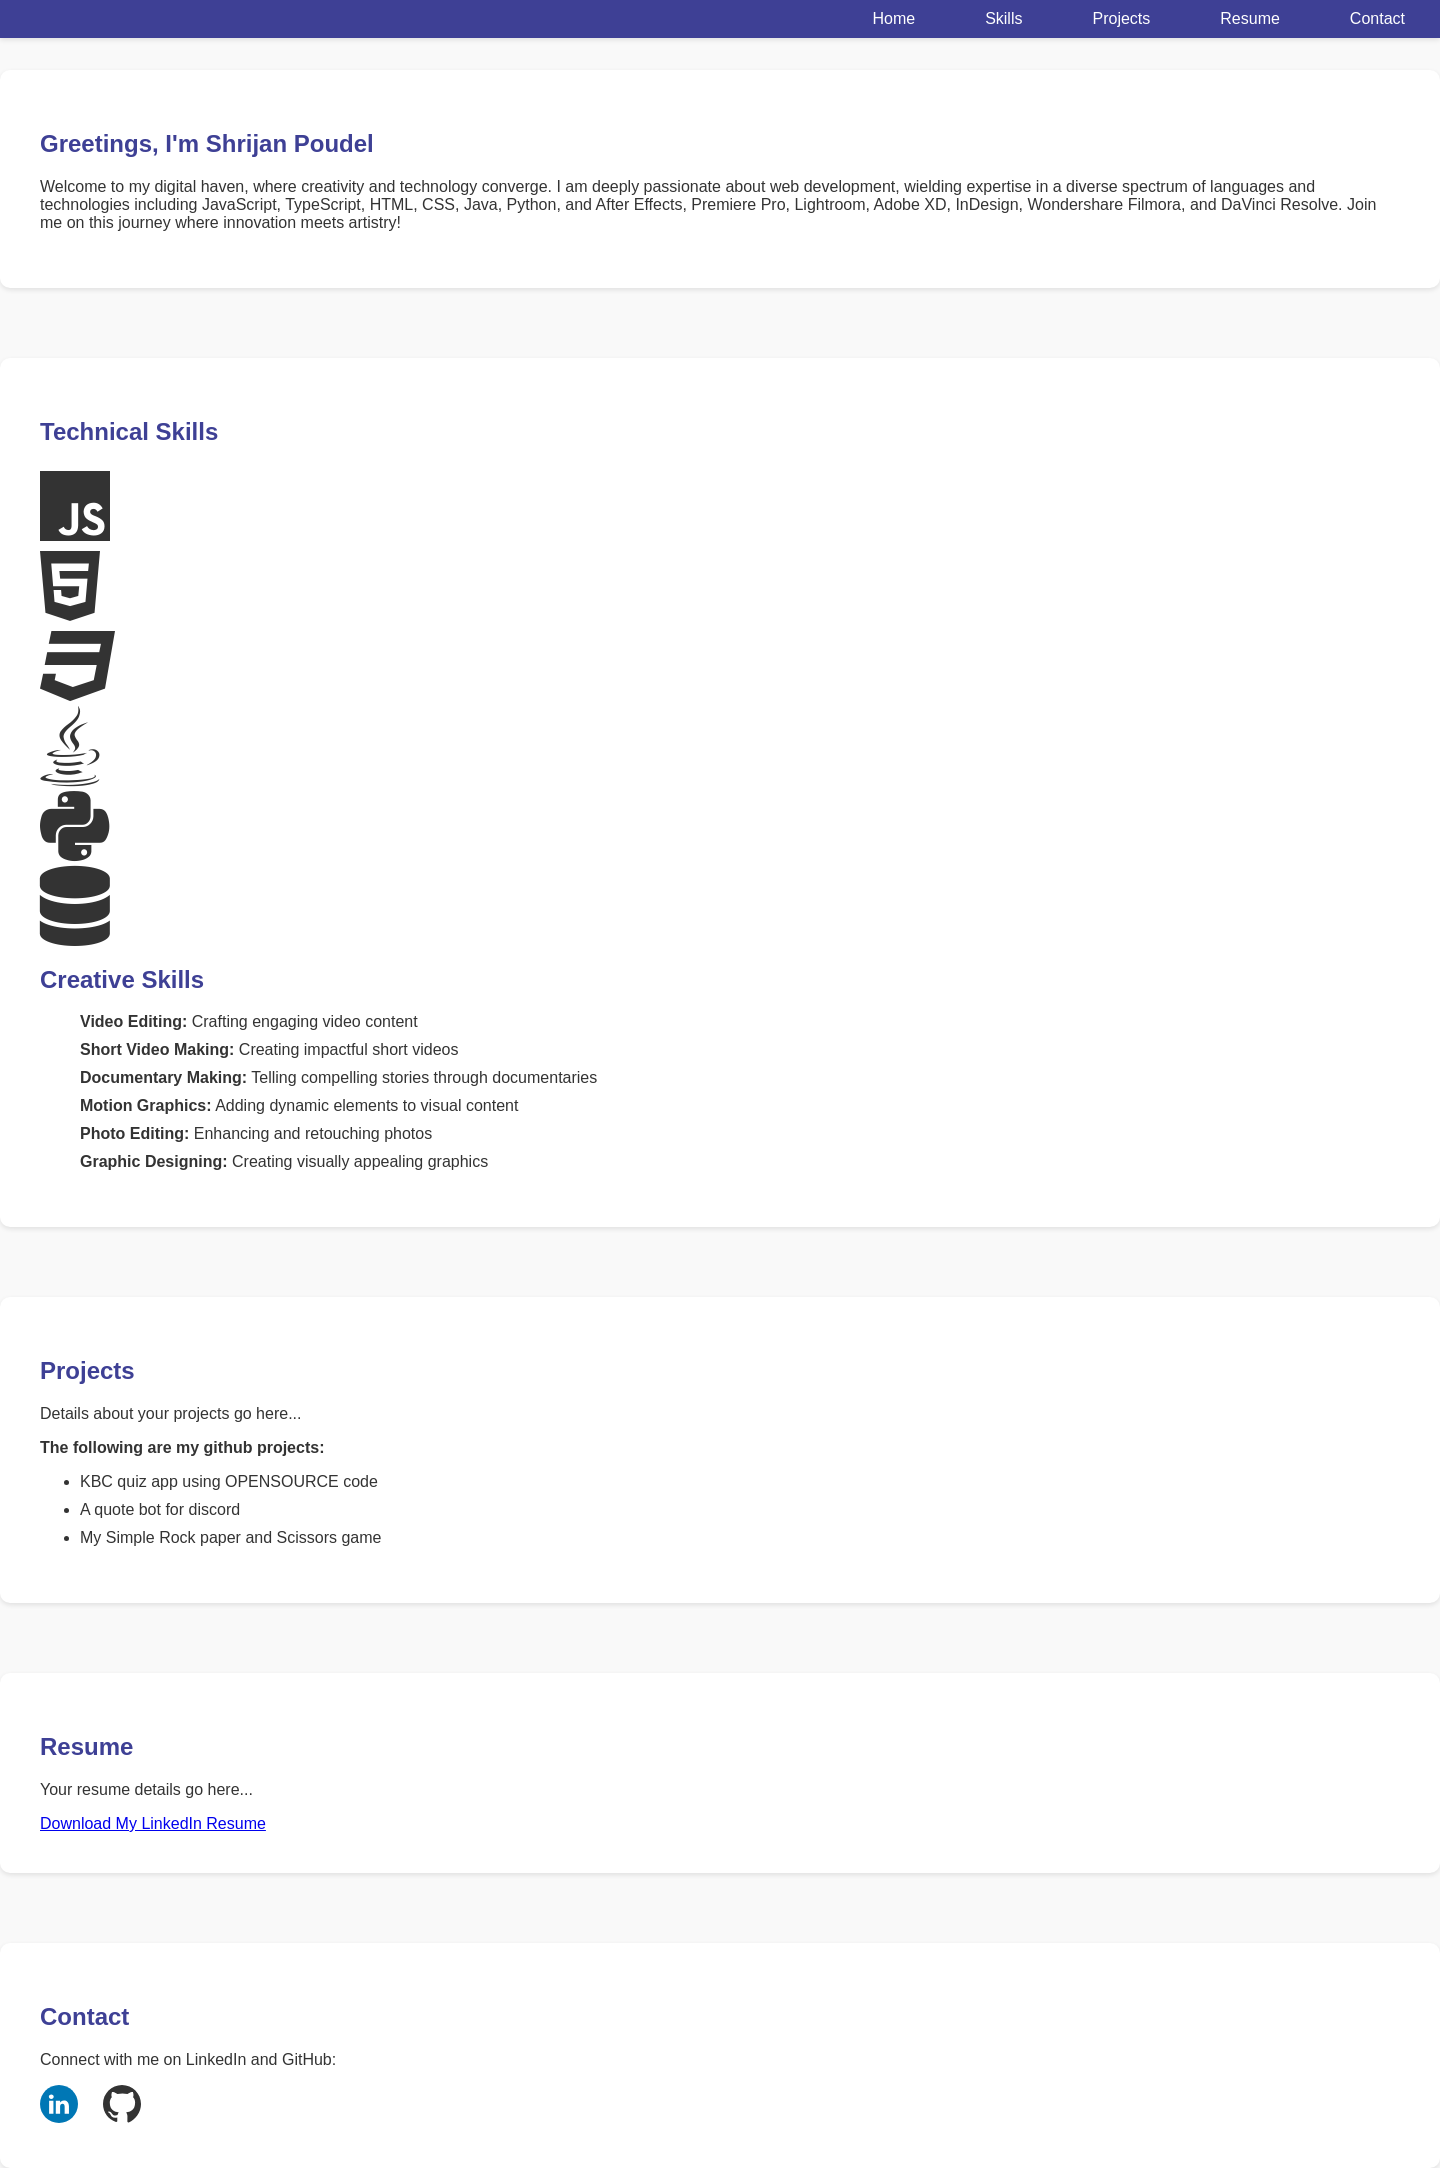 Home Skills Projects Resume Contact
Greetings, I'm Shrijan Poudel
Welcome to my digital haven, where creativity and technology converge. I am deeply passionate about web development, wielding expertise in a diverse spectrum of languages and
technologies including JavaScript, TypeScript, HTML, CSS, Java, Python, and After Effects, Premiere Pro, Lightroom, Adobe XD, InDesign, Wondershare Filmora, and DaVinci Resolve. Join
me on this journey where innovation meets artistry!
Technical Skills
JS
5
3
Creative Skills
Video Editing: Crafting engaging video content
Short Video Making: Creating impactful short videos
Documentary Making: Telling compelling stories through documentaries
Motion Graphics: Adding dynamic elements to visual content
Photo Editing: Enhancing and retouching photos
Graphic Designing: Creating visually appealing graphics
Projects
Details about your projects go here...
The following are my github projects:
KBC quiz app using OPENSOURCE code
A quote bot for discord
My Simple Rock paper and Scissors game
Resume
Your resume details go here...
Download My LinkedIn Resume
Contact
Connect with me on LinkedIn and GitHub:
in